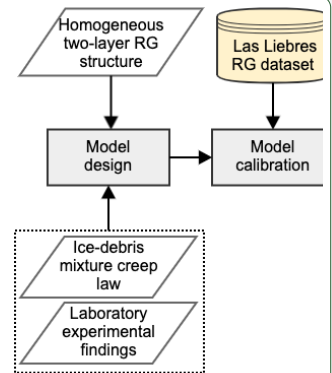 Homogeneous
two-layer RG
structure
Las Liebres
RG dataset
Model
design
Model
calibration
Ice-debris
mixture creep
law
Laboratory
experimental
findings